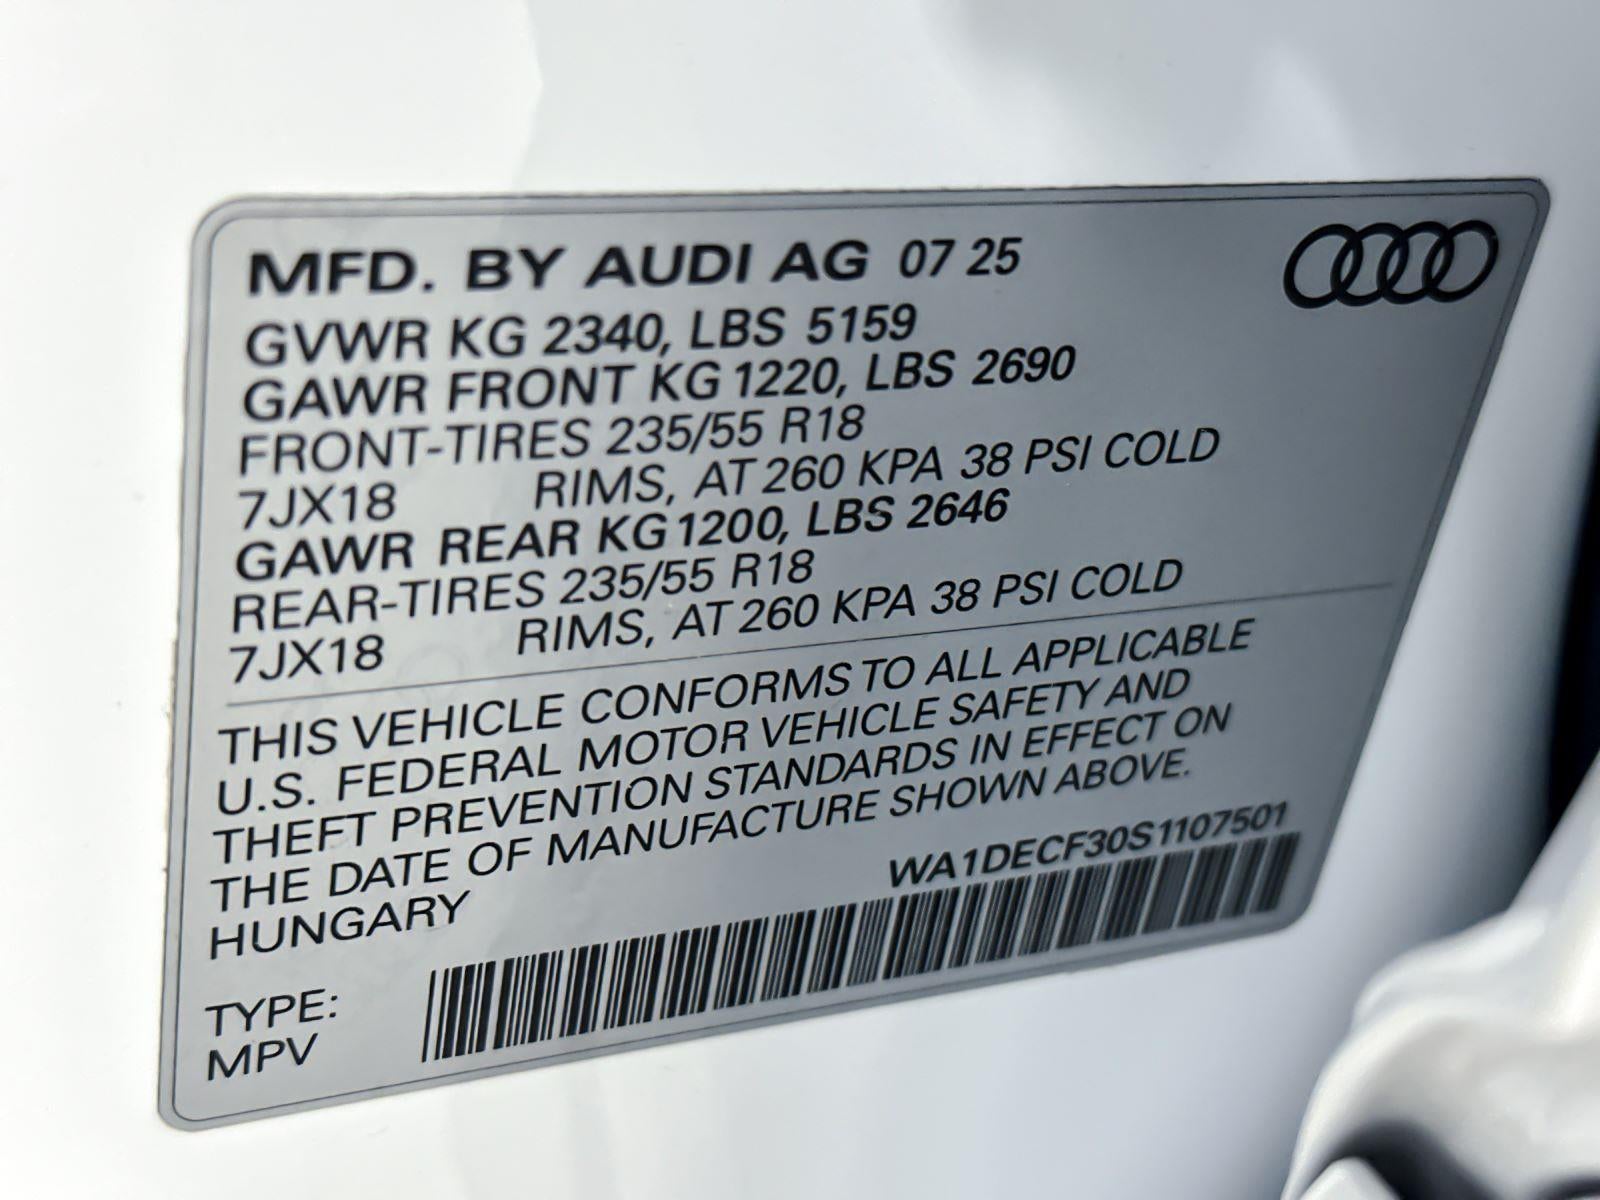 MFD. BY AUDI AG 07 25
GVWR KG 2340, LBS 5159
GAWR FRONT KG 1220, LBS 2690
FRONT-TIRES 235/55 R18
7JX18 RIMS, AT 260 KPA 38 PSI COLD
GAWR REAR KG 1200, LBS 2646
REAR-TIRES 235/55 R18
7JX18 RIMS, AT 260 KPA 38 PSI COLD
THIS VEHICLE CONFORMS TO ALL APPLICABLE
U.S. FEDERAL MOTOR VEHICLE SAFETY AND
THEFT PREVENTION STANDARDS IN EFFECT ON
THE DATE OF MANUFACTURE SHOWN ABOVE.
HUNGARY
WA1DECF30S1107501
TYPE:
MPV